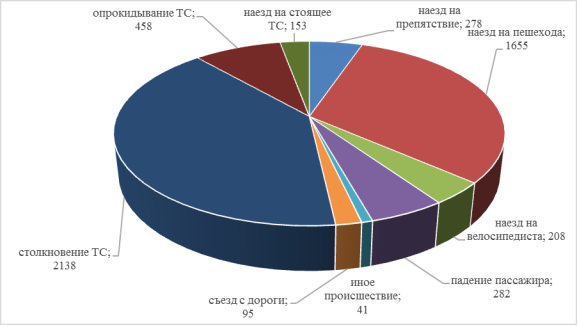 опрокидывание ТС;
458
наезд на стоящее
ТС; 153
наезд на
препятствие; 278
наезд на пешехода;
1655
наезд на
велосипедиста; 208
падение пассажира;
282
иное
происшествие;
41
съезд с дороги;
95
столкновение ТС;
2138